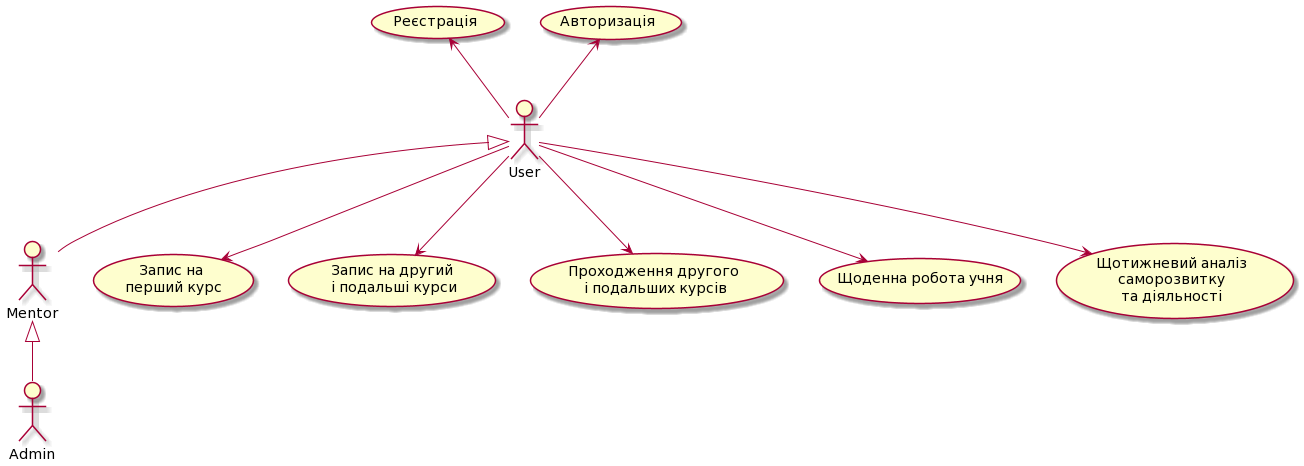 Реєстрація
Авторизація
User
Mentor
Запис на
перший курс
Запис на другий
і подальші курси
Проходження другого
і подальших курсів
Щоденна робота учня
Щотижневий аналіз
саморозвитку
та діяльності
Admin